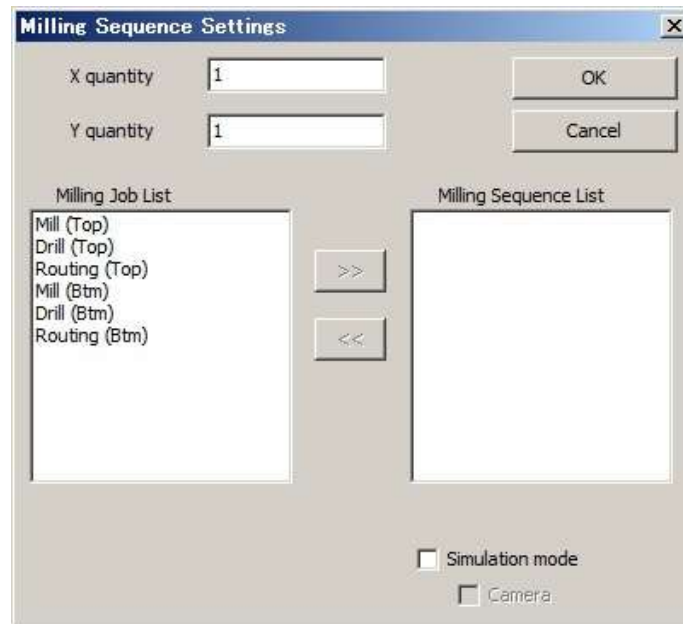 Milling Sequence Settings
X quantity 1 OK
Y quantity 1 Cancel
Milling Job List Milling Sequence List
Mill (Top)
Drill (Top)
Routing (Top)
Mill (Btm)
Drill (Btm)
Routing (Btm)
>>
<<
Simulation mode
Camera